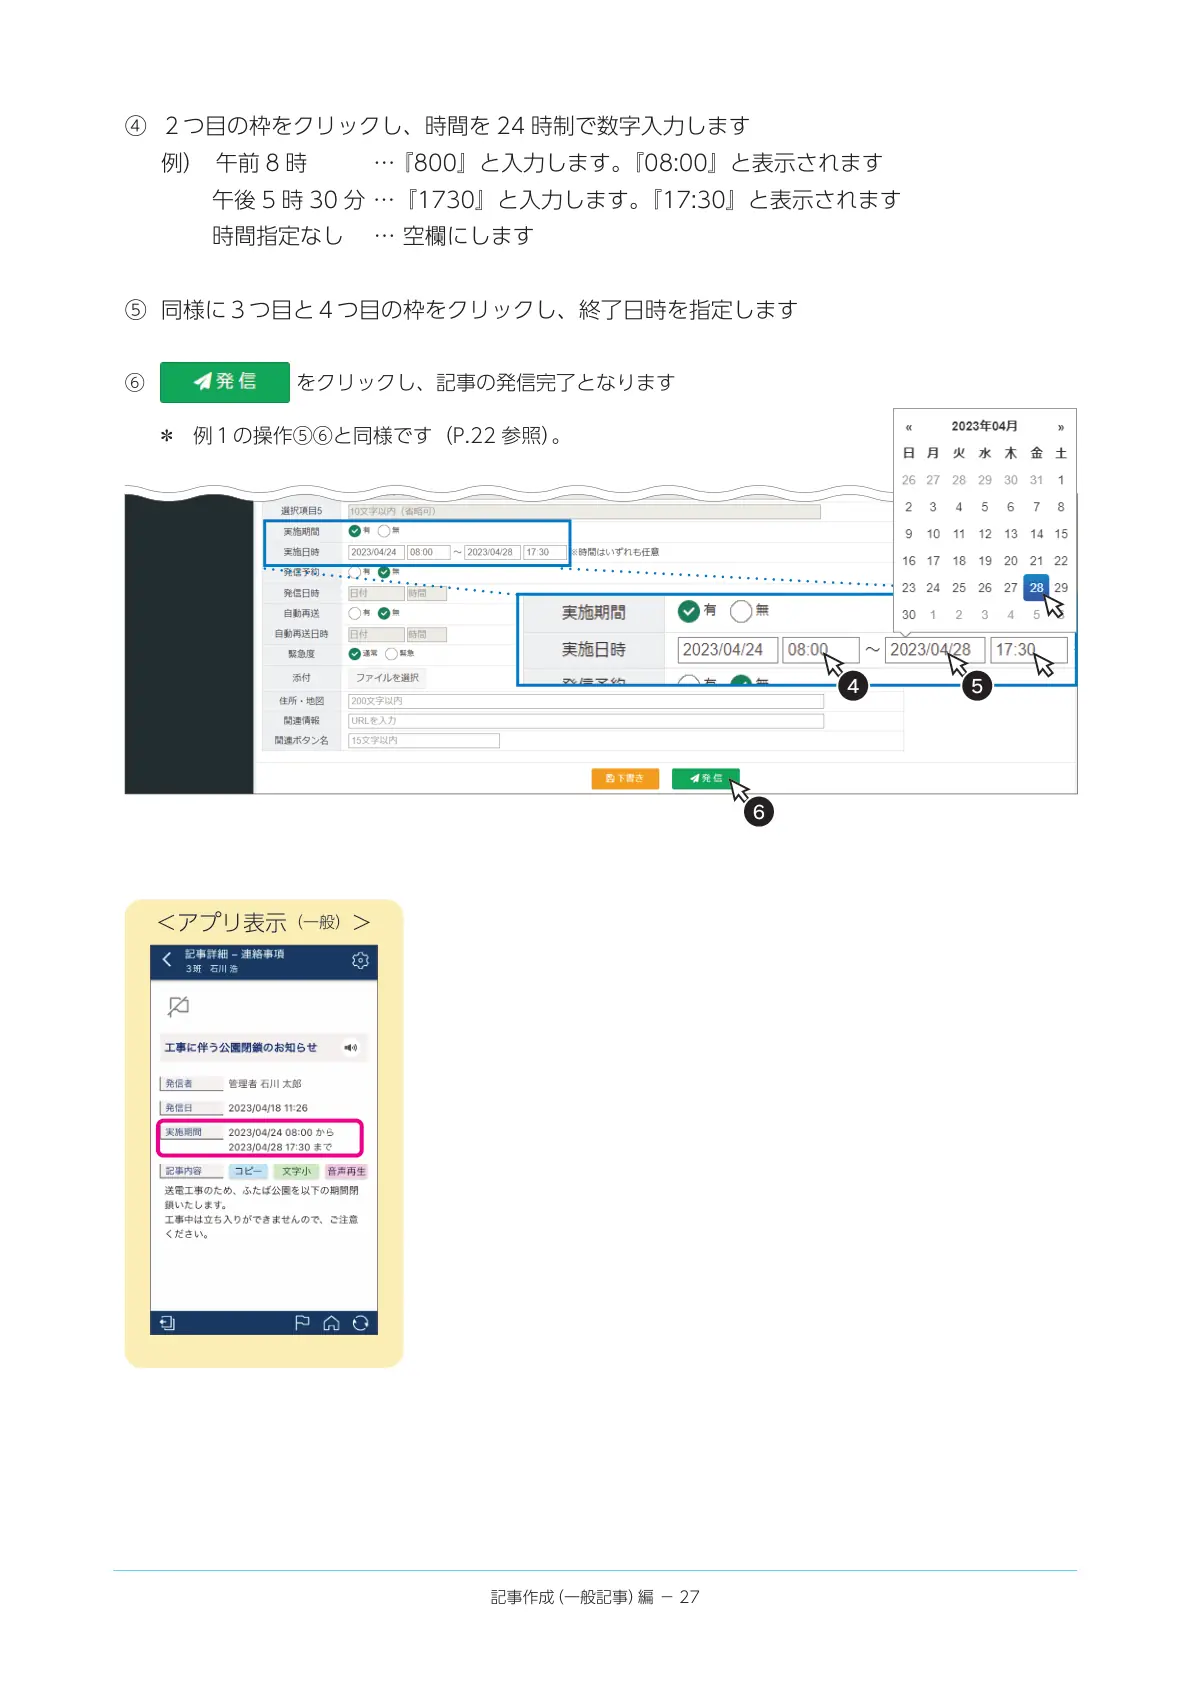 ④ ２つ目の枠をクリックし、時間を 24 時制で数字入力します
例） 午前 8 時 …『800』と入力します。『08:00』と表示されます
午後 5 時 30 分 …『1730』と入力します。『17:30』と表示されます
時間指定なし … 空欄にします
⑤ 同様に３つ目と４つ目の枠をクリックし、終了日時を指定します
⑥ 発信 をクリックし、記事の発信完了となります
＊ 例１の操作⑤⑥と同様です（P.22 参照）。
« 2023年04月 »
日 月 火 水 木 金 土
26 27 28 29 30 31 1
2 3 4 5 6 7 8
9 10 11 12 13 14 15
16 17 18 19 20 21 22
23 24 25 26 27 28 29
30 1 2 3 4 5
選択項目5 10文字以内（省略可）
実施期間 有 無
実施日時 2023/04/24 08:00 ～ 2023/04/28 17:30 ※時間はいずれも任意
発信予約 有 無
発信日時 日付 時間
自動再送 有 無
自動再送日時 日付 時間
緊急度 通常 緊急
添付 ファイルを選択
住所・地図 200文字以内
関連情報 URLを入力
関連ボタン名 15文字以内
下書き 発信
実施期間 有 無
実施日時 2023/04/24 08:00 ～ 2023/04/28 17:30
発信予約 有 無
4 5
6
＜アプリ表示（一般）＞
記事詳細 – 連絡事項
3班 石川 浩
工事に伴う公園閉鎖のお知らせ
発信者 管理者 石川 太郎
発信日 2023/04/18 11:26
実施期間 2023/04/24 08:00 から
2023/04/28 17:30 まで
記事内容 コピー 文字小 音声再生
送電工事のため、ふたば公園を以下の期間閉
鎖いたします。
工事中は立ち入りができませんので、ご注意
ください。
記事作成（一般記事）編 － 27